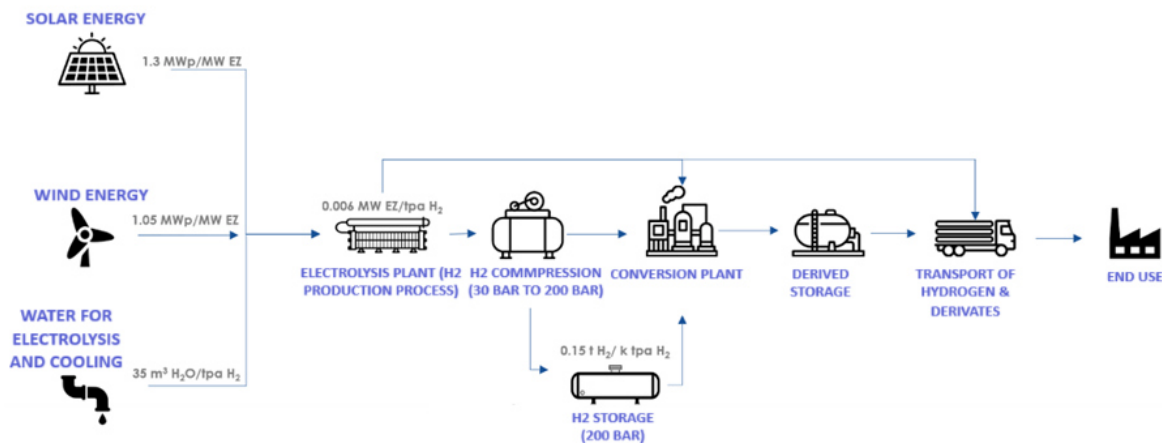 SOLAR ENERGY
1.3 MWp/MW EZ
WIND ENERGY
1.05 MWp/MW EZ
WATER FOR
ELECTROLYSIS
AND COOLING
35 m³ H₂O/tpa H₂
0.006 MW EZ/tpa H₂
ELECTROLYSIS PLANT (H2
PRODUCTION PROCESS)
H2 COMMPRESSION
(30 BAR TO 200 BAR)
CONVERSION PLANT
DERIVED
STORAGE
TRANSPORT OF
HYDROGEN &
DERIVATES
END USE
0.15 t H₂/ k tpa H₂
H2 STORAGE
(200 BAR)